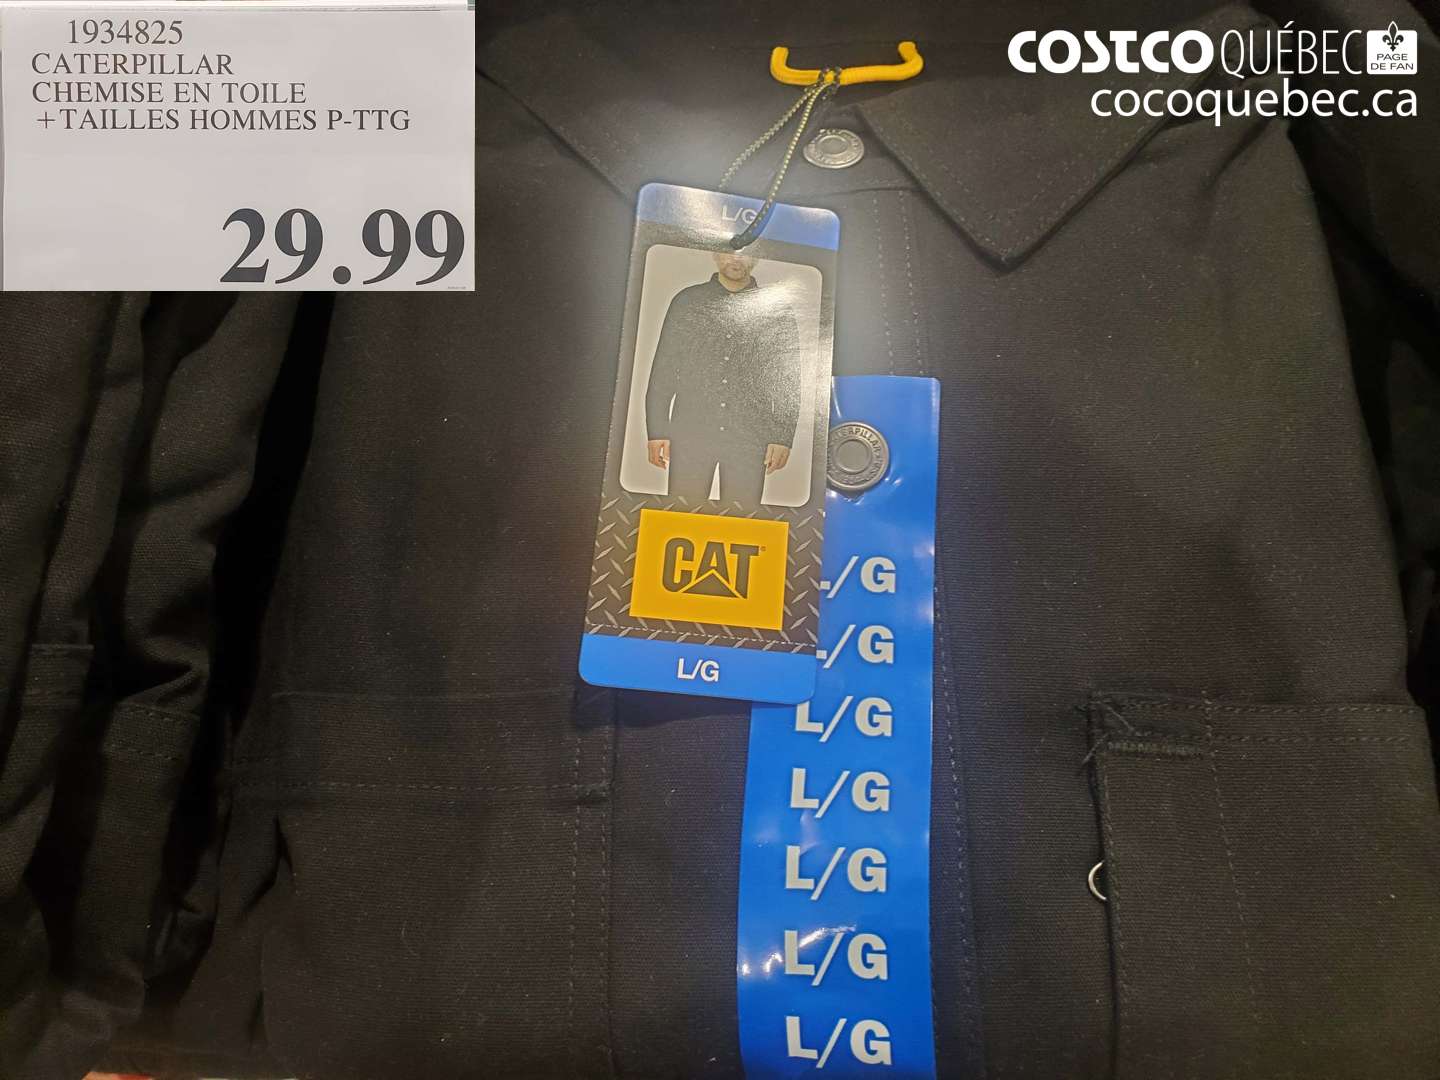 1934825
CATERPILLAR
CHEMISE EN TOILE
+TAILLES HOMMES P-TTG
29.99
COSTCO QUÉBEC
PAGE
DE FAN
cocoquebec.ca
L/G
CAT
L/G
L/G
L/G
L/G
L/G
L/G
L/G
L/G